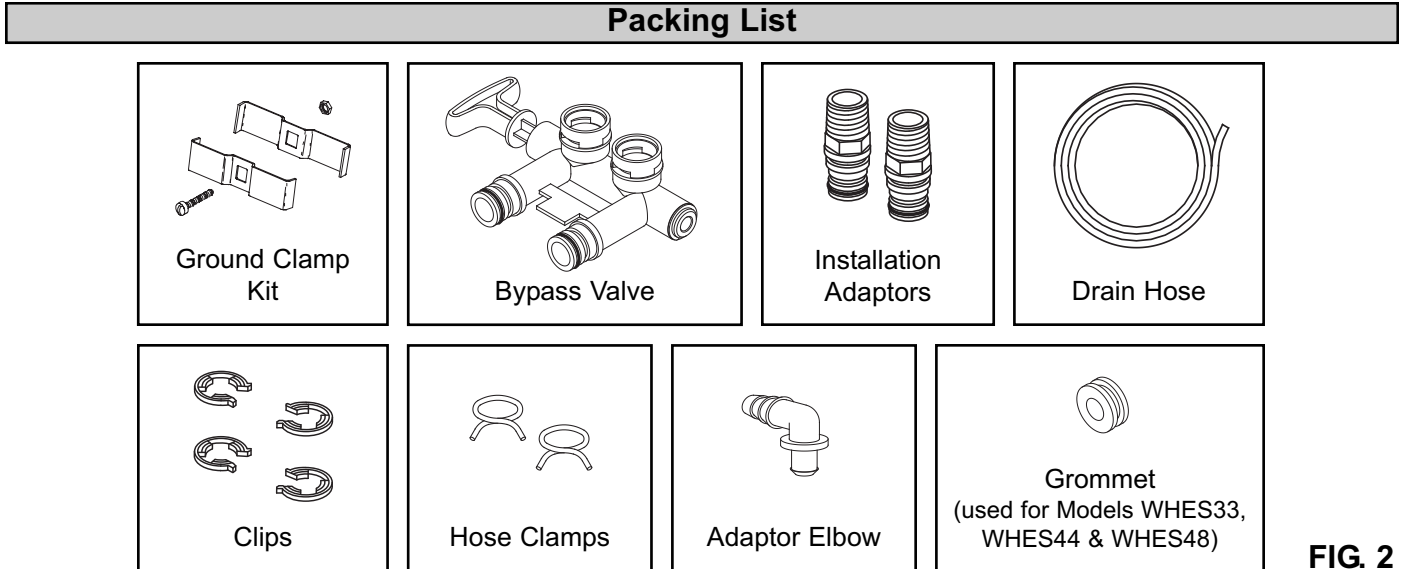 Packing List
Ground Clamp
Kit
Bypass Valve
Installation
Adaptors
Drain Hose
Clips
Hose Clamps
Adaptor Elbow
Grommet
(used for Models WHES33,
WHES44 & WHES48)
FIG. 2